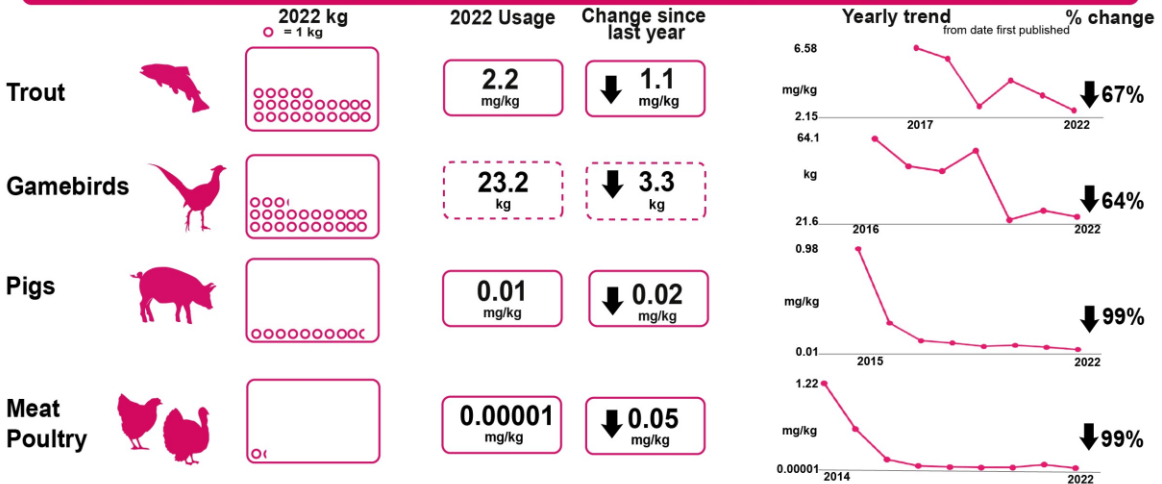 2022 kg
= 1 kg
2022 Usage
Change since
last year
Yearly trend
from date first published
% change
Trout
2.2
mg/kg
1.1
mg/kg
6.58
mg/kg
2.15
2017
2022
67%
Gamebirds
23.2
kg
3.3
kg
64.1
kg
21.6
2016
2022
64%
Pigs
0.01
mg/kg
0.02
mg/kg
0.98
mg/kg
0.01
2015
2022
99%
Meat
Poultry
0.00001
mg/kg
0.05
mg/kg
1.22
mg/kg
0.00001
2014
2022
99%